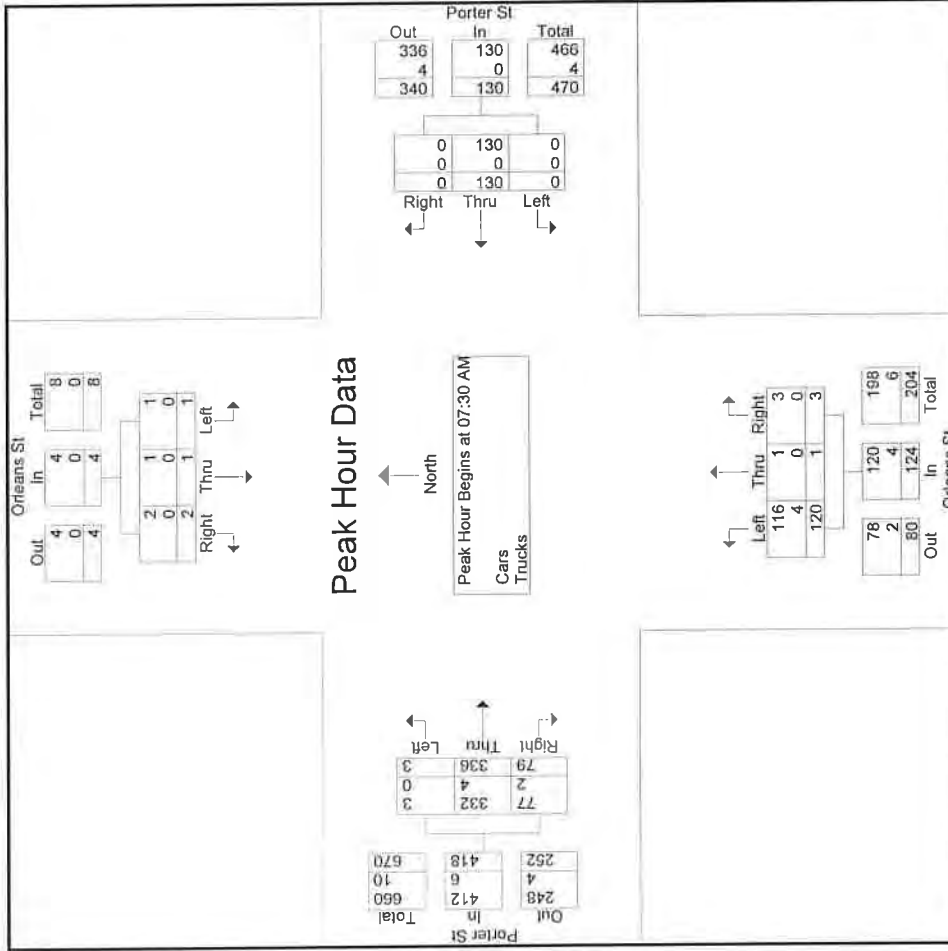 Orleans St
Out In Total
4 4 8
0 0 0
4 4 8
2 1 1
0 0 0
2 1 1
Right Thru Left
Peak Hour Data
North
Peak Hour Begins at 07:30 AM
Cars
Trucks
Porter St
Out In Total
336 130 466
4 0 4
340 130 470
0 130 0
0 0 0
0 130 0
Right Thru Left
Porter St
Out In Total
248 412 660
4 6 10
252 418 670
77 332 3
2 4 0
79 336 3
Right Thru Left
Left Thru Right
116 1 3
4 0 0
120 1 3
78 120 198
2 4 6
80 124 204
Out In Total
Orleans St